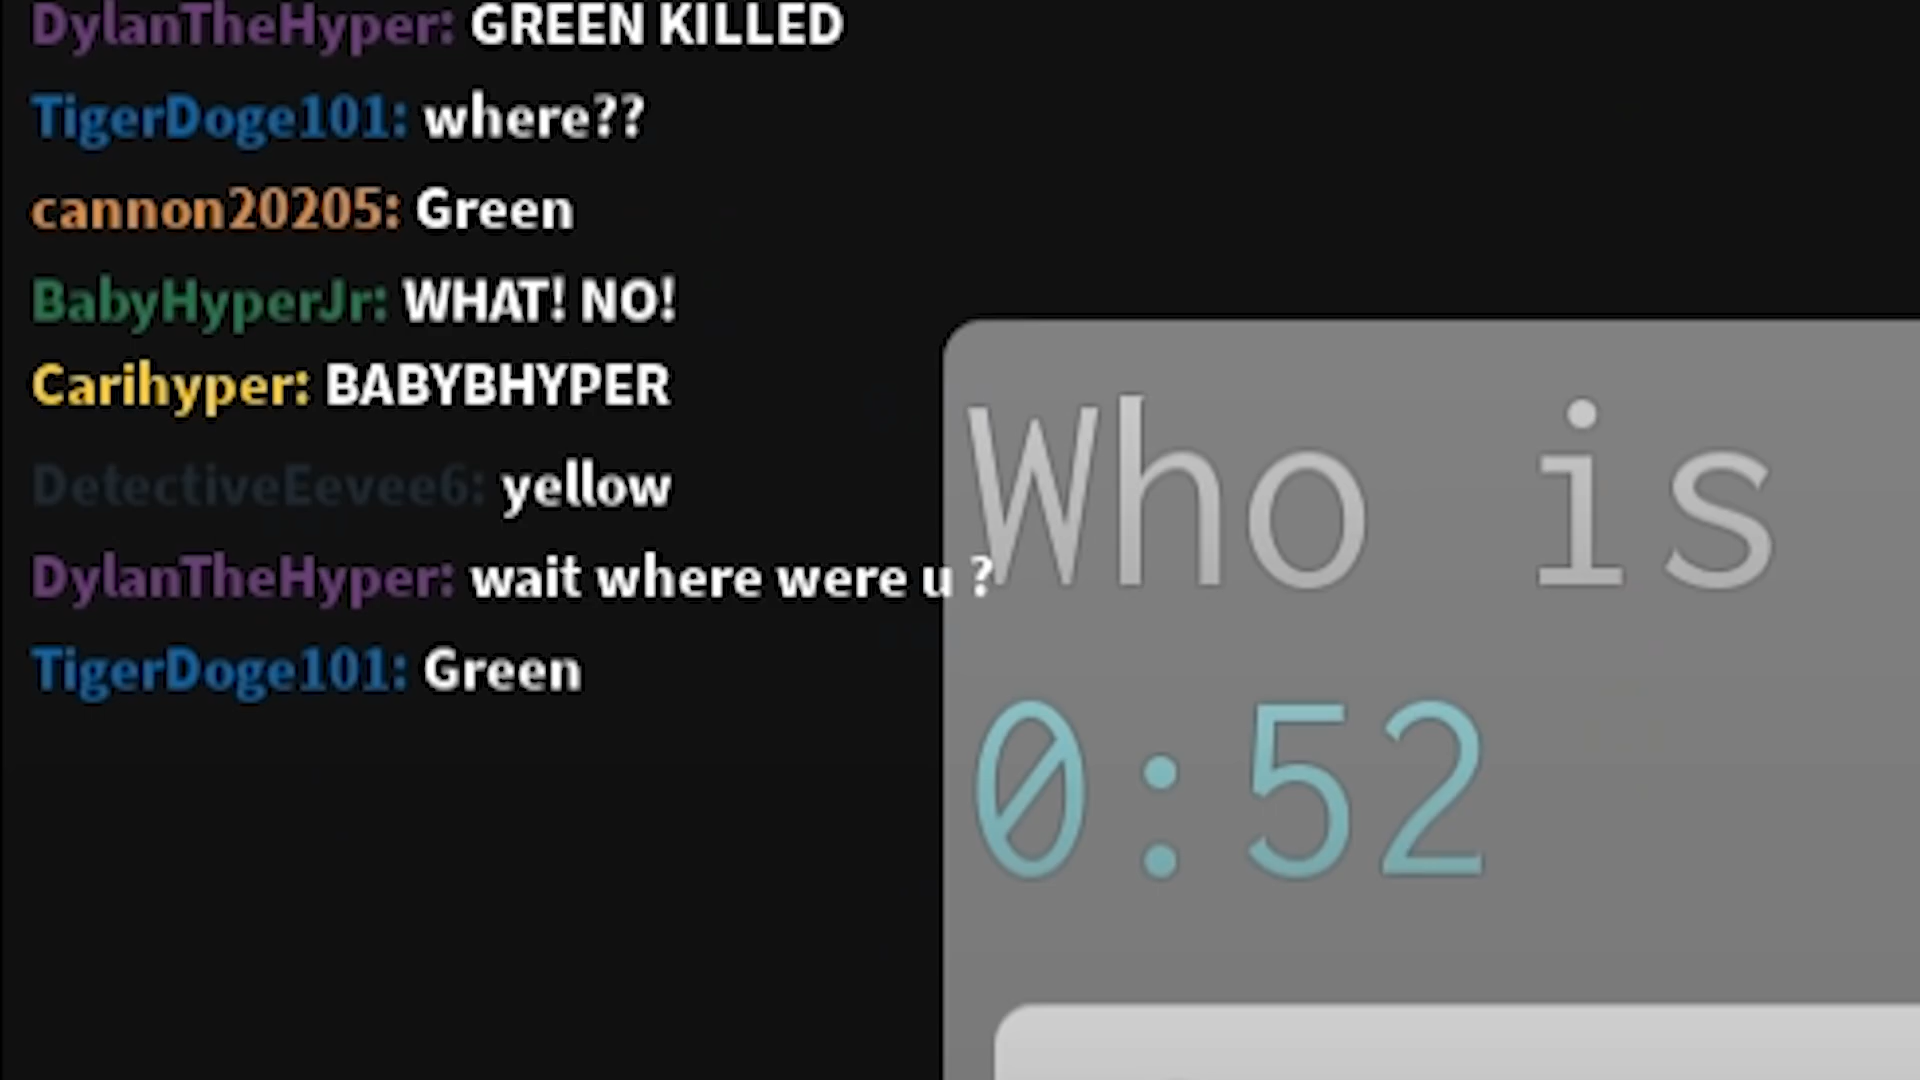 DylanTheHyper: GREEN KILLED
TigerDoge101: where??
cannon20205: Green
BabyHyperJr: WHAT! NO!
Carihyper: BABYBHYPER
DetectiveEevee6: yellow
DylanTheHyper: wait where were u ?
TigerDoge101: Green
Who is
0:52